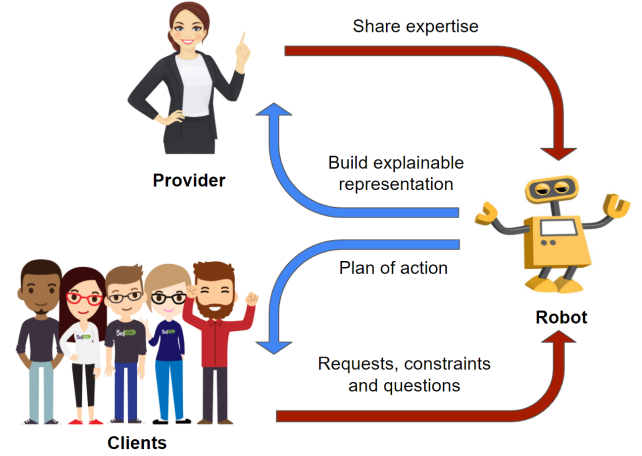 Share expertise
Provider
Build explainable
representation
Plan of action
Robot
Requests, constraints
and questions
Clients